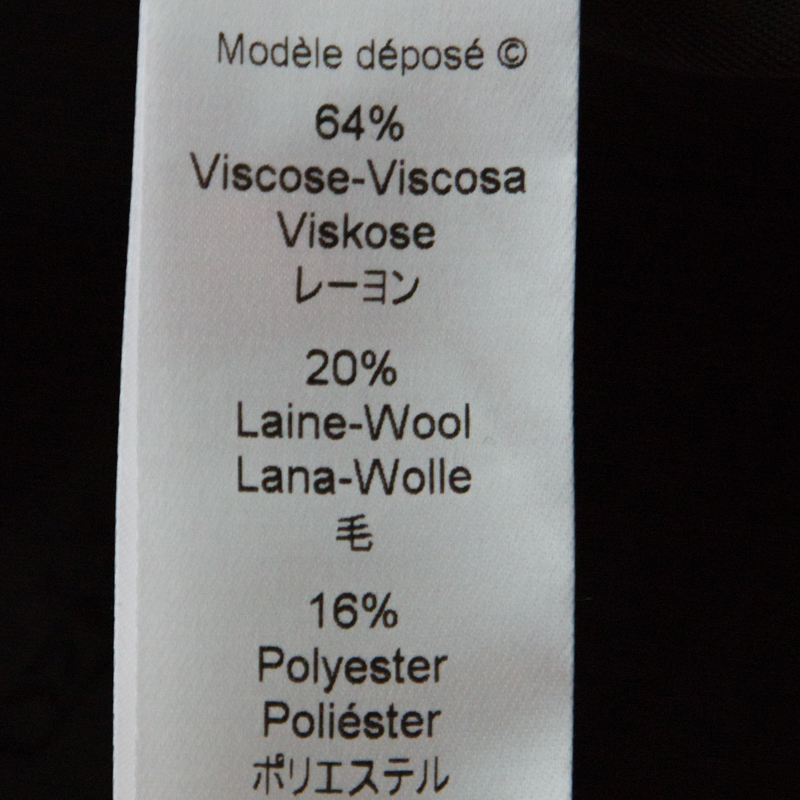 Modèle déposé ©
64%
Viscose-Viscosa
Viskose
レーヨン
20%
Laine-Wool
Lana-Wolle
毛
16%
Polyester
Poliéster
ポリエステル